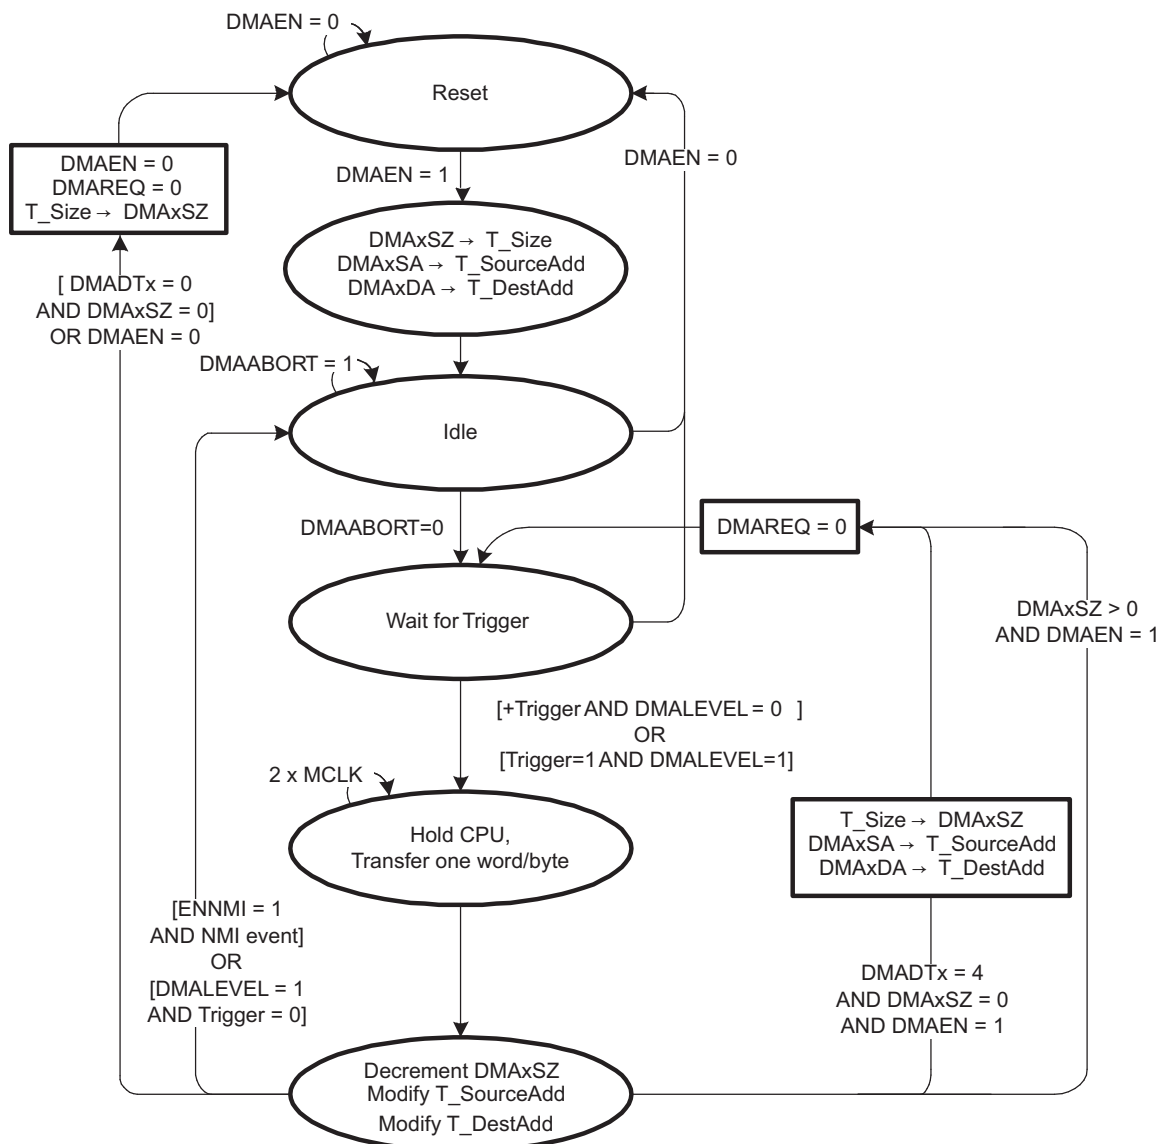 DMAEN = 0
Reset
DMAEN = 0
DMAREQ = 0
T_Size → DMAxSZ
DMAEN = 1
DMAEN = 0
DMAxSZ → T_Size
DMAxSA → T_SourceAdd
DMAxDA → T_DestAdd
[ DMADTx = 0
AND DMAxSZ = 0]
OR DMAEN = 0
DMAABORT = 1
Idle
DMAABORT=0
DMAREQ = 0
Wait for Trigger
DMAxSZ > 0
AND DMAEN = 1
[+Trigger AND DMALEVEL = 0 ]
OR
[Trigger=1 AND DMALEVEL=1]
2 x MCLK
Hold CPU,
Transfer one word/byte
T_Size → DMAxSZ
DMAxSA → T_SourceAdd
DMAxDA → T_DestAdd
[ENNMI = 1
AND NMI event]
OR
[DMALEVEL = 1
AND Trigger = 0]
DMADTx = 4
AND DMAxSZ = 0
AND DMAEN = 1
Decrement DMAxSZ
Modify T_SourceAdd
Modify T_DestAdd